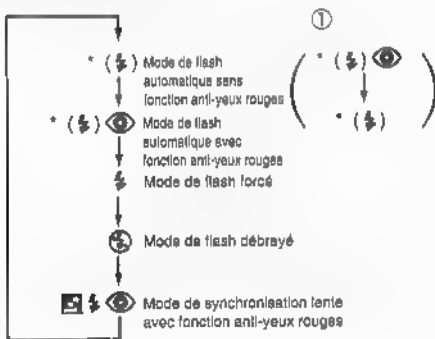 ①
* ( ) Mode de flash
automatique sans
fonction anti-yeux rouges
* ( ) Mode de flash
automatique avec
fonction anti-yeux rouges
Mode de flash forcé
Mode de flash débrayé
Mode de synchronisation lente
avec fonction anti-yeux rouges
* ( )
* ( )